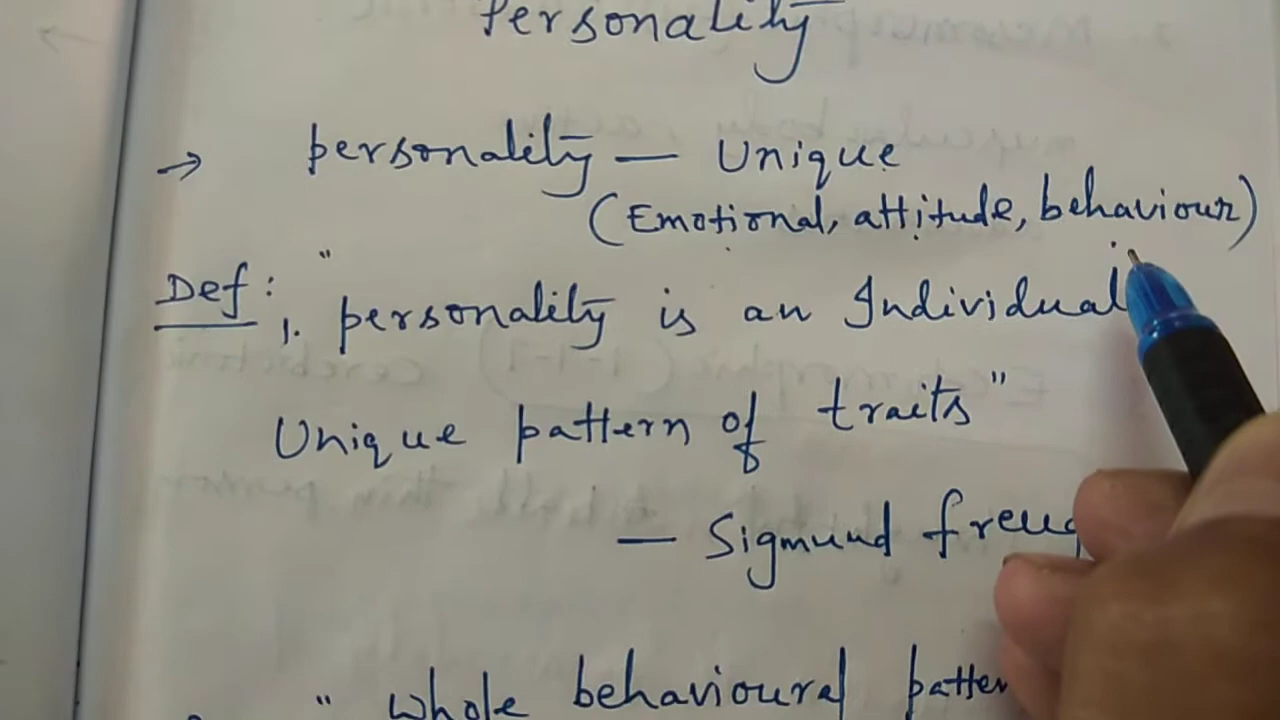 Personality
→ personality — Unique
(Emotional, attitude, behaviour)
Def: 1. "personality is an Individual
Unique pattern of traits"
— Sigmund freud
" whole behavioural patter